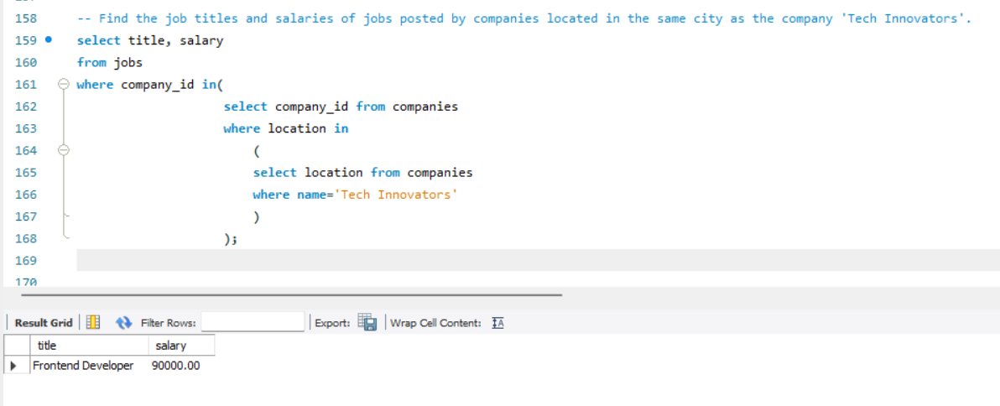 158 -- Find the job titles and salaries of jobs posted by companies located in the same city as the company 'Tech Innovators'.
159 select title, salary
160 from jobs
161 where company_id in(
162 select company_id from companies
163 where location in
164 (
165 select location from companies
166 where name='Tech Innovators'
167 )
168 );
169
170
Result Grid Filter Rows: Export: Wrap Cell Content: IA
title salary
Frontend Developer 90000.00